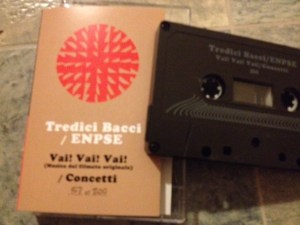 Tredici Bacci
/ ENPSE
Vai! Vai! Vai!
(Musica dal filmato originale)
/ Concetti
57 of 200
Tredici Bacci/ENPSE
Vai! Vai! Vai!/Concetti